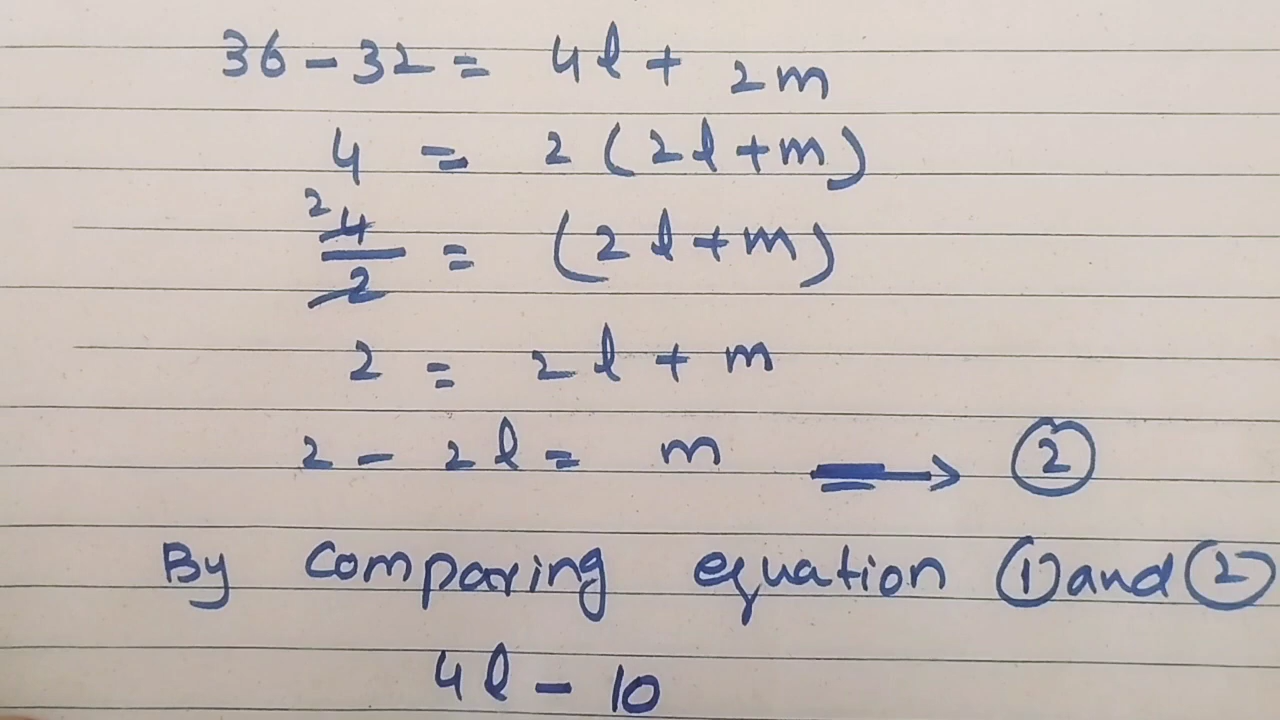 36 - 32 = 4l + 2m
4 = 2 (2l + m)
2 4/2 = (2l + m)
2 = 2l + m
2 - 2l = m → ②
By comparing equation ① and ②
4l - 10